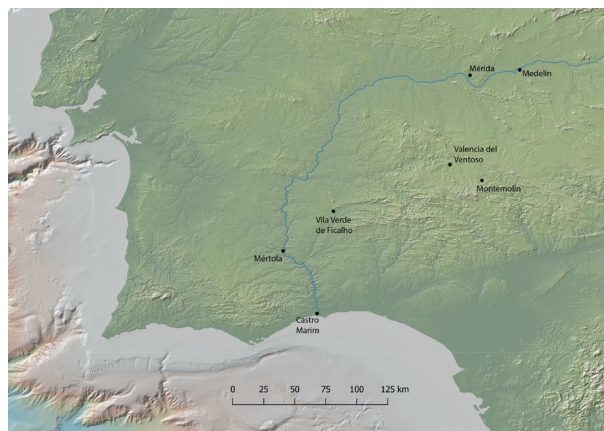 Mérida
Medelín
Valencia del
Ventoso
Montemolín
Vila Verde
de Ficalho
Mértola
Castro
Marim
0 25 50 75 100 125 km